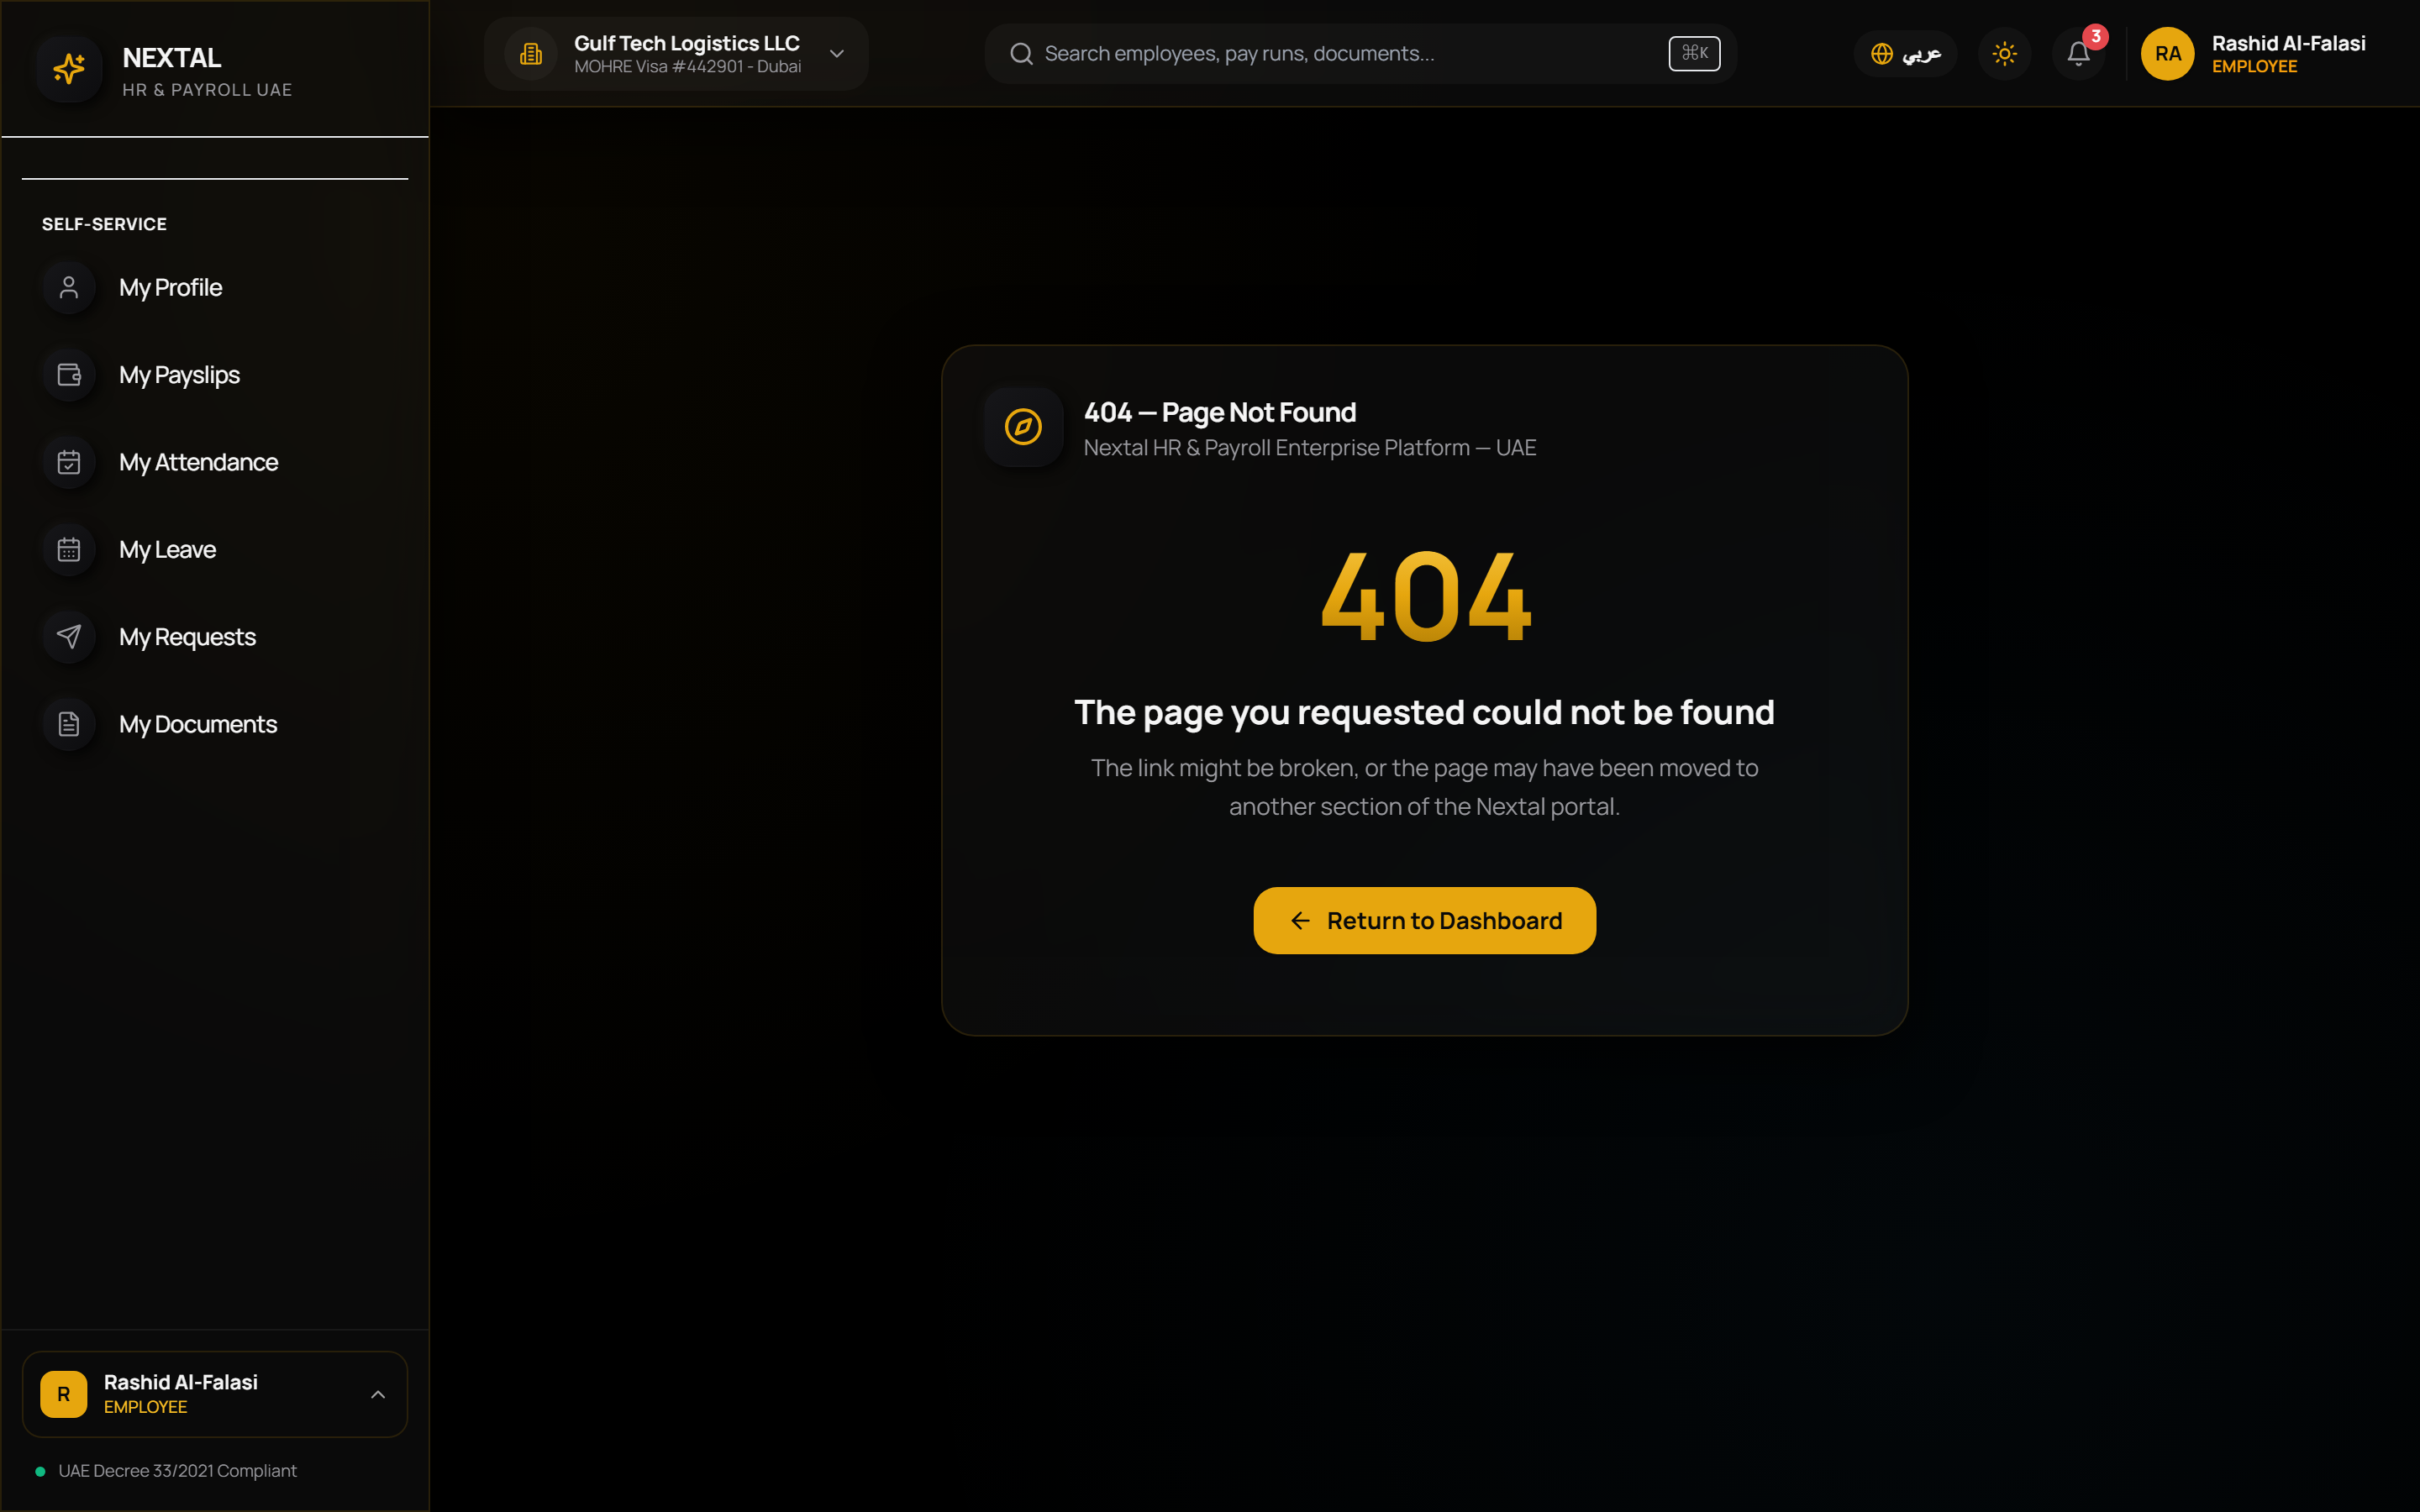 NEXTAL
HR & PAYROLL UAE
SELF-SERVICE
My Profile
My Payslips
My Attendance
My Leave
My Requests
My Documents
R
Rashid Al-Falasi
EMPLOYEE
UAE Decree 33/2021 Compliant
Gulf Tech Logistics LLC
MOHRE Visa #442901 - Dubai
Search employees, pay runs, documents...
⌘K
عربي
3
RA
Rashid Al-Falasi
EMPLOYEE
404 — Page Not Found
Nextal HR & Payroll Enterprise Platform — UAE
404
The page you requested could not be found
The link might be broken, or the page may have been moved to
another section of the Nextal portal.
Return to Dashboard